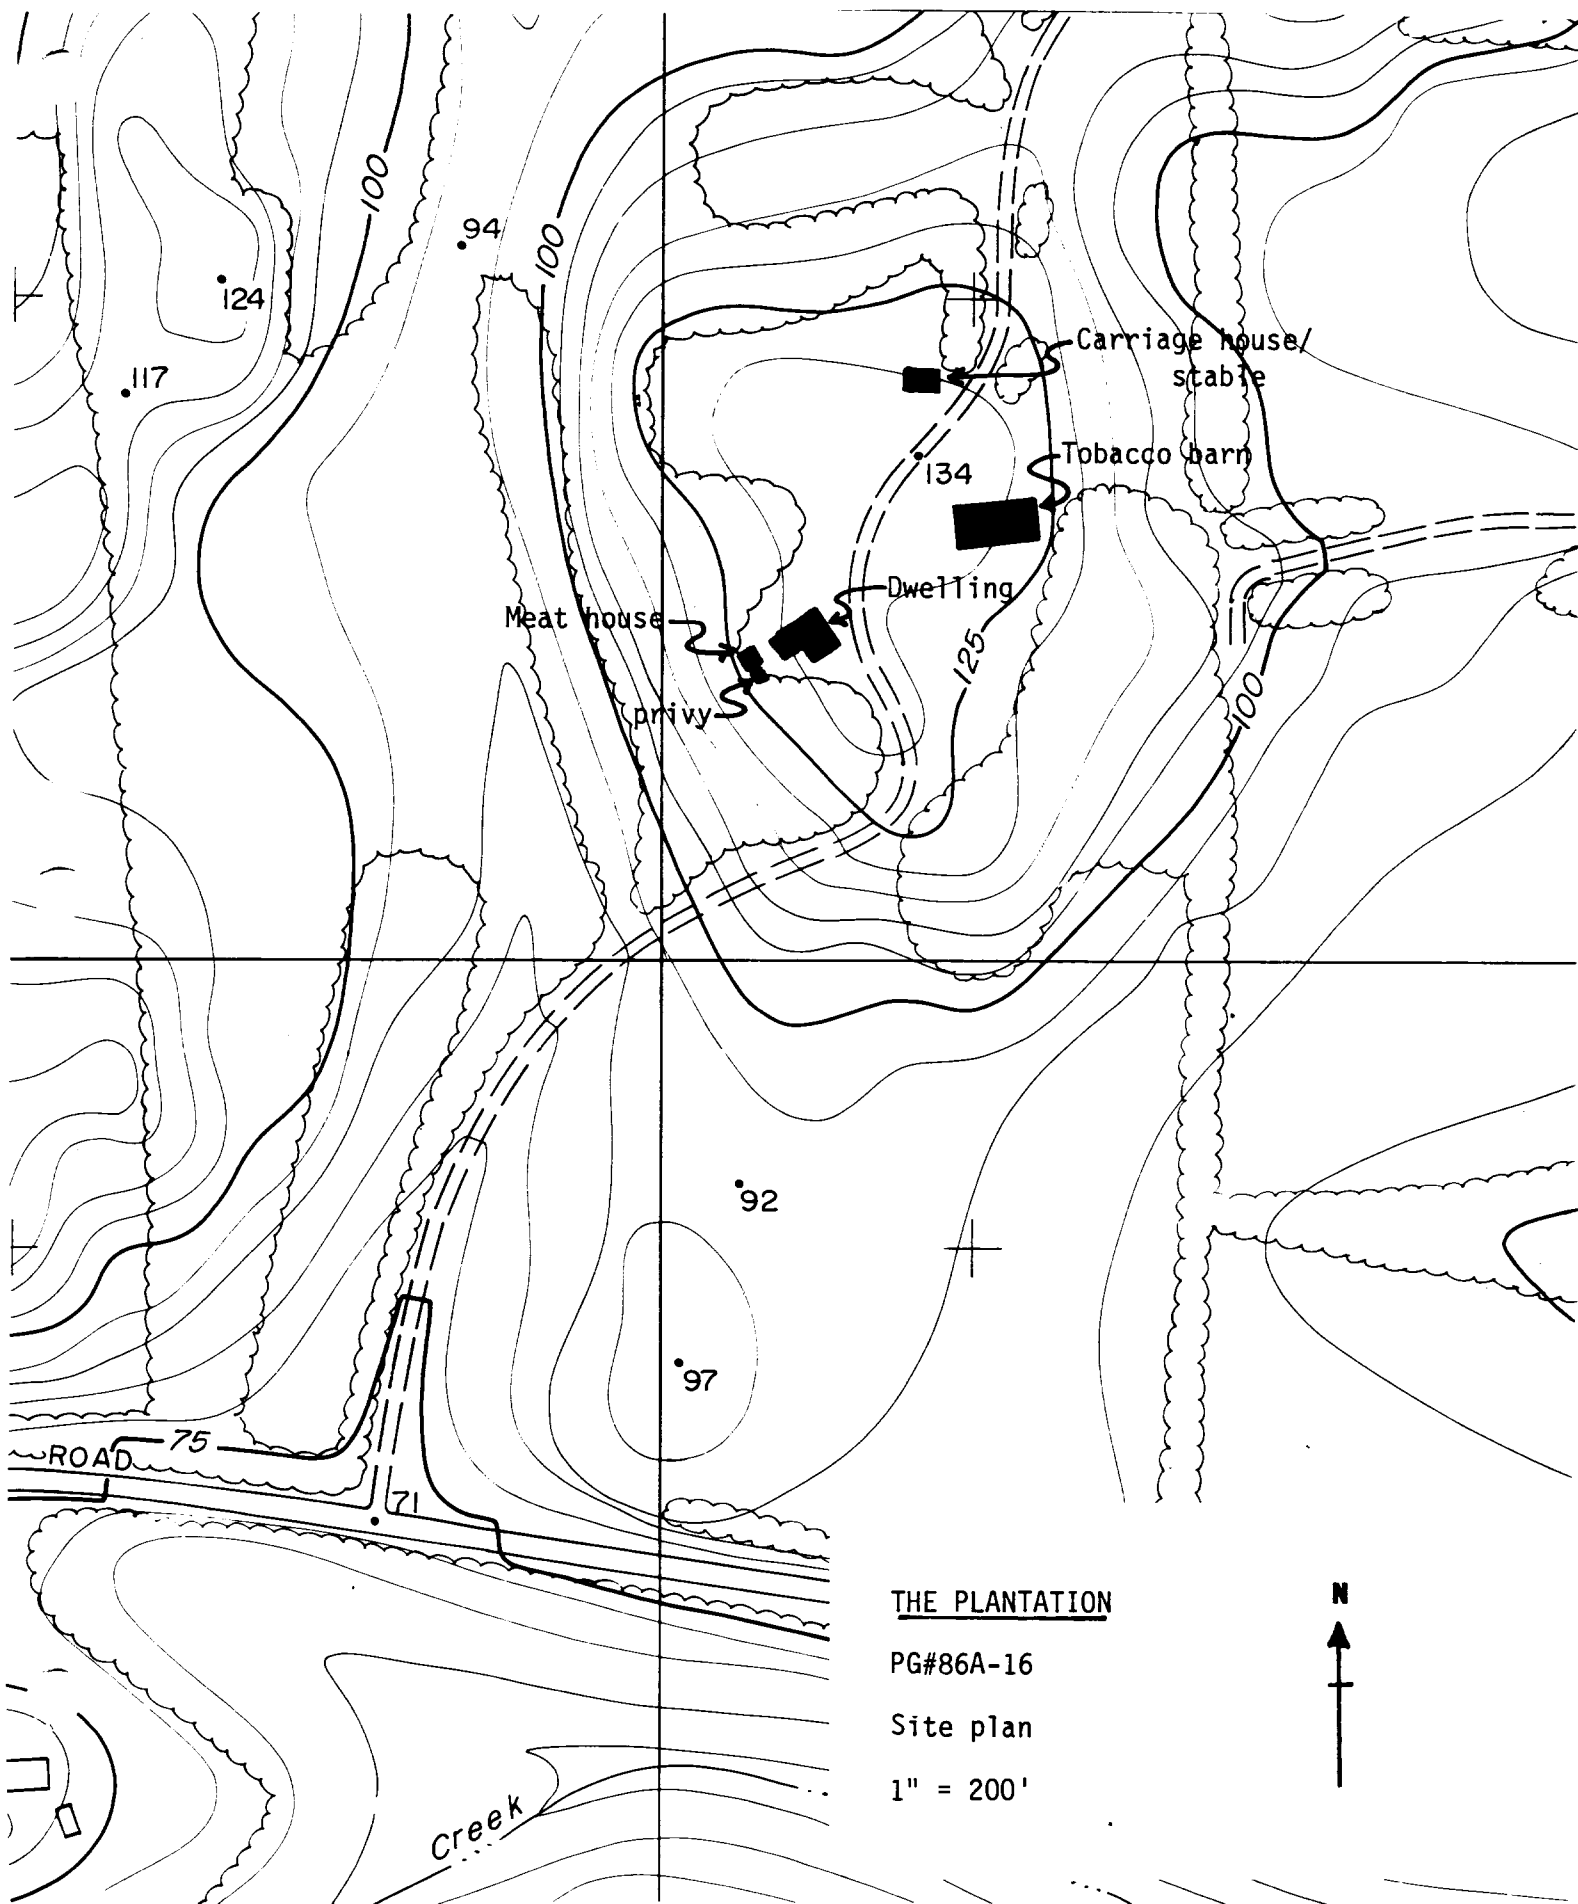 100
94
100
124
117
Carriage house/
stable
Tobacco barn
134
Dwelling
Meat house
125
privy
100
92
97
75
ROAD
71
THE PLANTATION
PG#86A-16
Site plan
1" = 200'
N
Creek